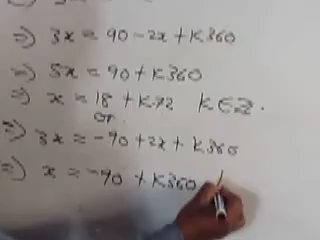 ⇒) 3x = 90 - 2x + K360
⇒) 5x = 90 + K360
⇒) x = 18 + K72 K∈Z.
or
⇒) 3x = -90 + 2x + K360
⇒) x = -90 + K360